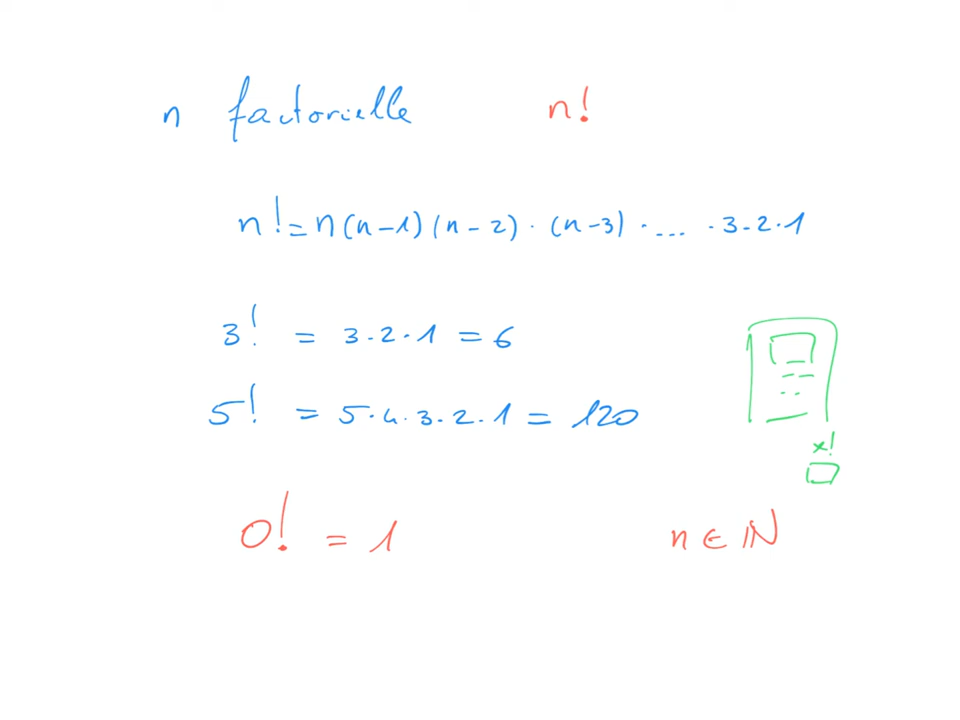 n factorielle n!
n! = n(n-1)(n-2)·(n-3)·...·3·2·1
3! = 3·2·1 = 6
5! = 5·4·3·2·1 = 120
x!
0! = 1 n ∈ ℕ